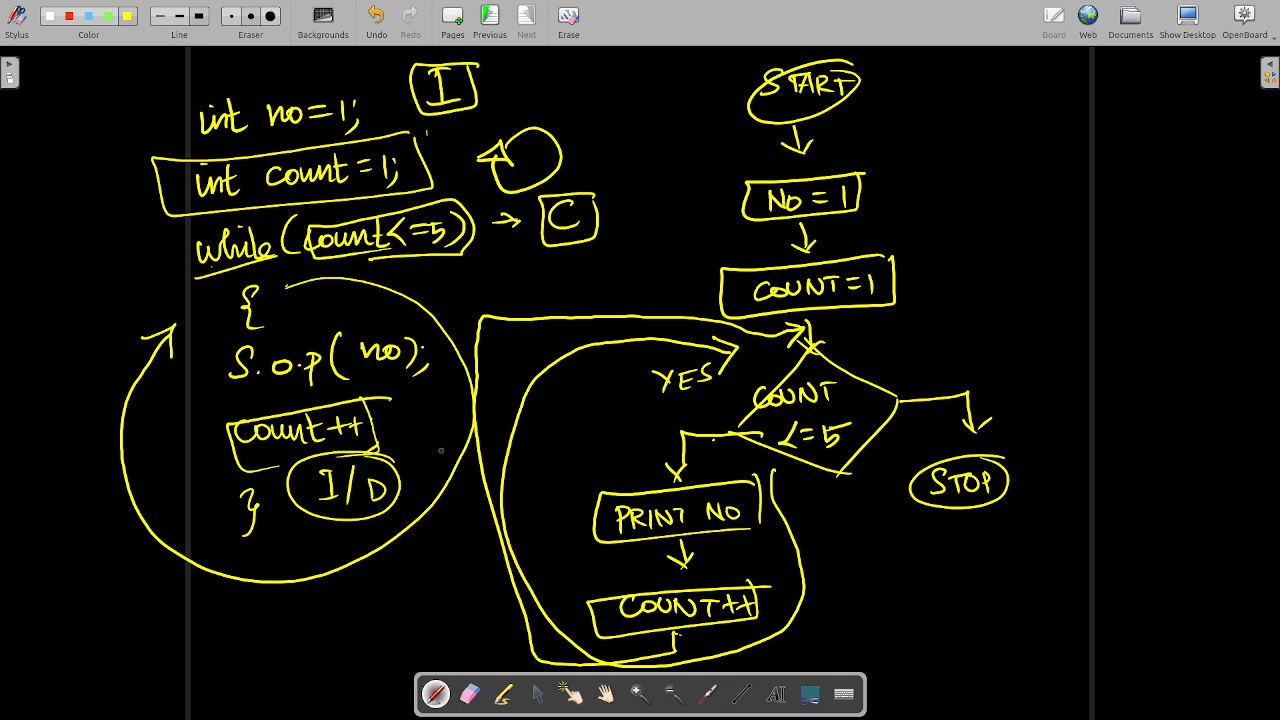 Stylus
Color
Line
Eraser
Backgrounds
Undo
Redo
Pages
Previous
Next
Erase
Board
Web
Documents
Show Desktop
OpenBoard
int no=1;
I
int count=1;
while (count<=5) → C
{
S.o.p(no);
count++
I/D
}
START
NO = 1
COUNT=1
COUNT
<=5
YES
STOP
PRINT NO
COUNT++
AI